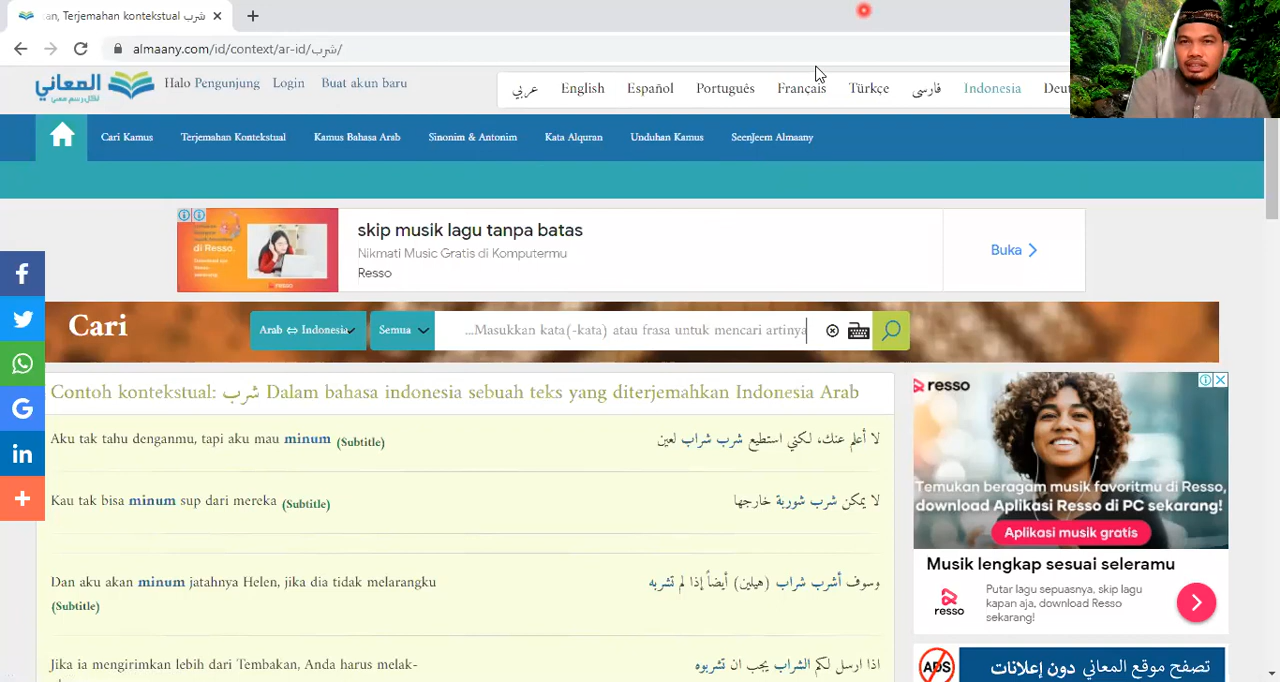 ...an, Terjemahan kontekstual شرب
almaany.com/id/context/ar-id/شرب/
المعاني
لكل رسم معنى
Halo Pengunjung Login Buat akun baru
عربي English Español Português Français Türkçe فارسی Indonesia Deut
Cari Kamus Terjemahan Kontekstual Kamus Bahasa Arab Sinonim & Antonim Kata Alquran Unduhan Kamus SeenJeem Almaany
di Resso.
skip musik lagu tanpa batas
Nikmati Music Gratis di Komputermu
Resso
Buka
Cari
Arab ⇔ Indonesia Semua ...Masukkan kata(-kata) atau frasa untuk mencari artinya
Contoh kontekstual: شرب Dalam bahasa indonesia sebuah teks yang diterjemahkan Indonesia Arab
Aku tak tahu denganmu, tapi aku mau minum (Subtitle)
لا أعلم عنك، لكني استطيع شرب شراب لعين
Kau tak bisa minum sup dari mereka (Subtitle)
لا يمكن شرب شوربة خارجها
Dan aku akan minum jatahnya Helen, jika dia tidak melarangku
(Subtitle)
وسوف أشرب شراب (هيلين) أيضاً إذا لم تشربه
Jika ia mengirimkan lebih dari Tembakan, Anda harus melak-
اذا ارسل لكم الشراب يجب ان تشربوه
resso
Temukan beragam musik favoritmu di Resso,
download Aplikasi Resso di PC sekarang!
Aplikasi musik gratis
Musik lengkap sesuai seleramu
resso
Putar lagu sepuasnya, skip lagu
kapan aja, download Resso
sekarang!
ADS
تصفح موقع المعاني دون إعلانات